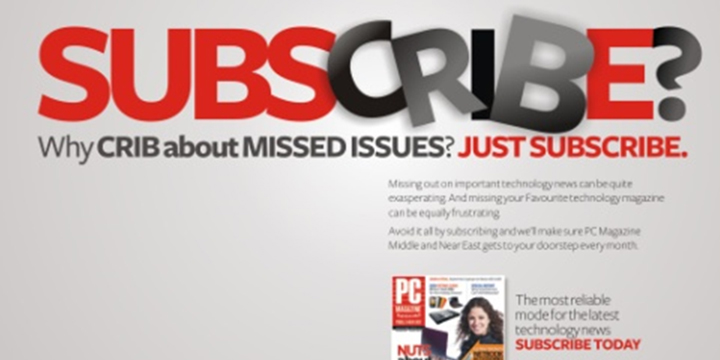 SUBSCRIBE?
Why CRIB about MISSED ISSUES? JUST SUBSCRIBE.
Missing out on important technology news can be quite
exasperating. And missing your Favourite technology magazine
can be equally frustrating.
Avoid it all by subscribing and we'll make sure PC Magazine
Middle and Near East gets to your doorstep every month.
PC
MAGAZINE
The most reliable
mode for the latest
technology news
SUBSCRIBE TODAY